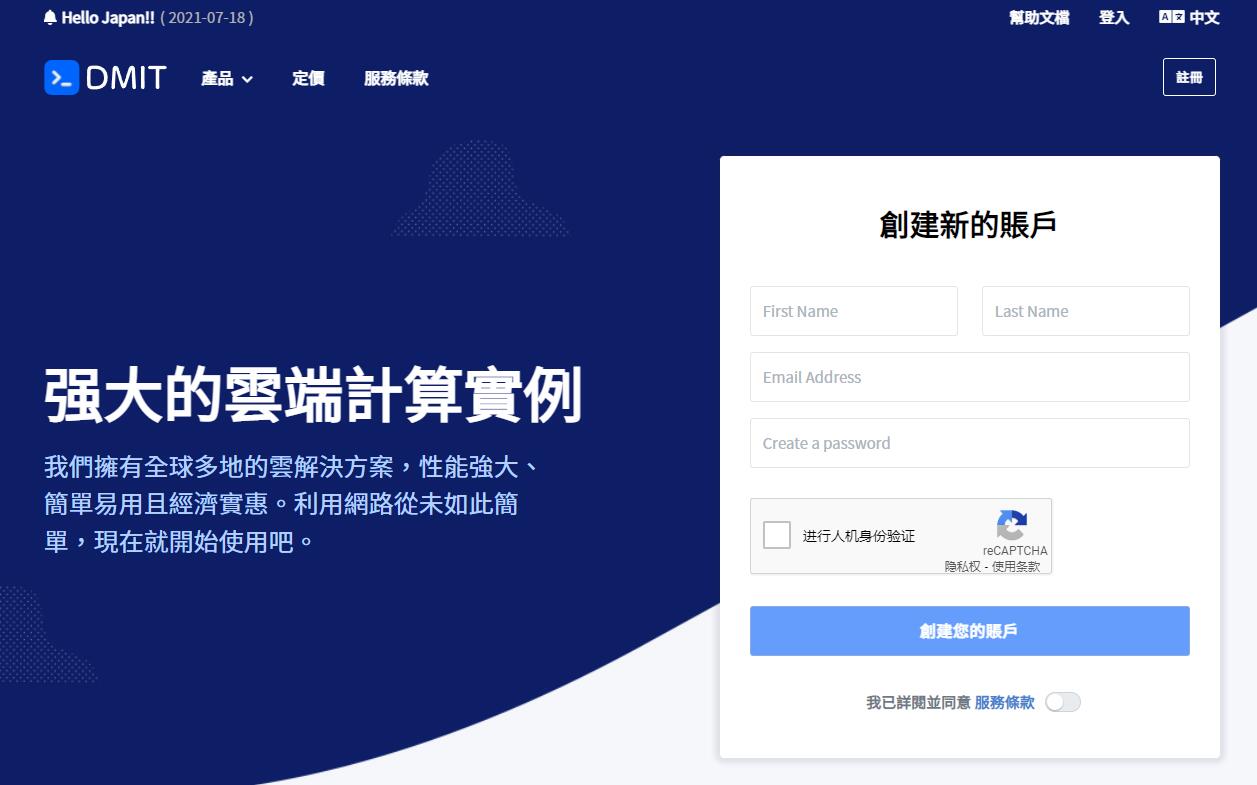 Hello Japan!! ( 2021-07-18 )
幫助文檔
登入
中文
DMIT
產品
定價
服務條款
註冊
創建新的賬戶
First Name
Last Name
Email Address
Create a password
强大的雲端計算實例
我們擁有全球多地的雲解決方案，性能強大、
簡單易用且經濟實惠。利用網路從未如此簡
單，現在就開始使用吧。
进行人机身份验证
reCAPTCHA
隐私权 - 使用条款
創建您的賬戶
我已詳閱並同意 服務條款